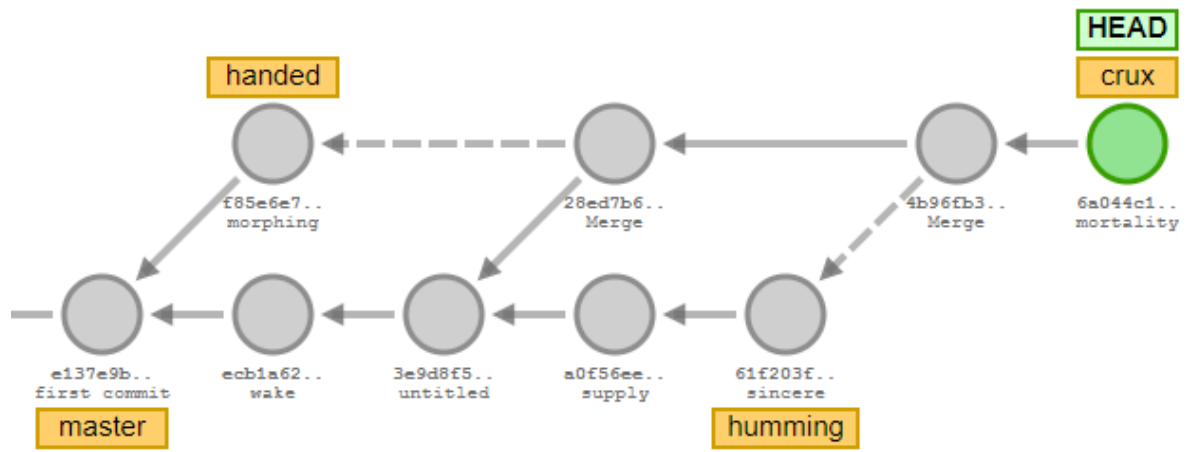 HEAD
handed
crux
f85e6e7..
morphing
28ed7b6..
Merge
4b96fb3..
Merge
6a044c1..
mortality
e137e9b..
first commit
ecb1a62..
wake
3e9d8f5..
untitled
a0f56ee..
supply
61f203f..
sincere
master
humming